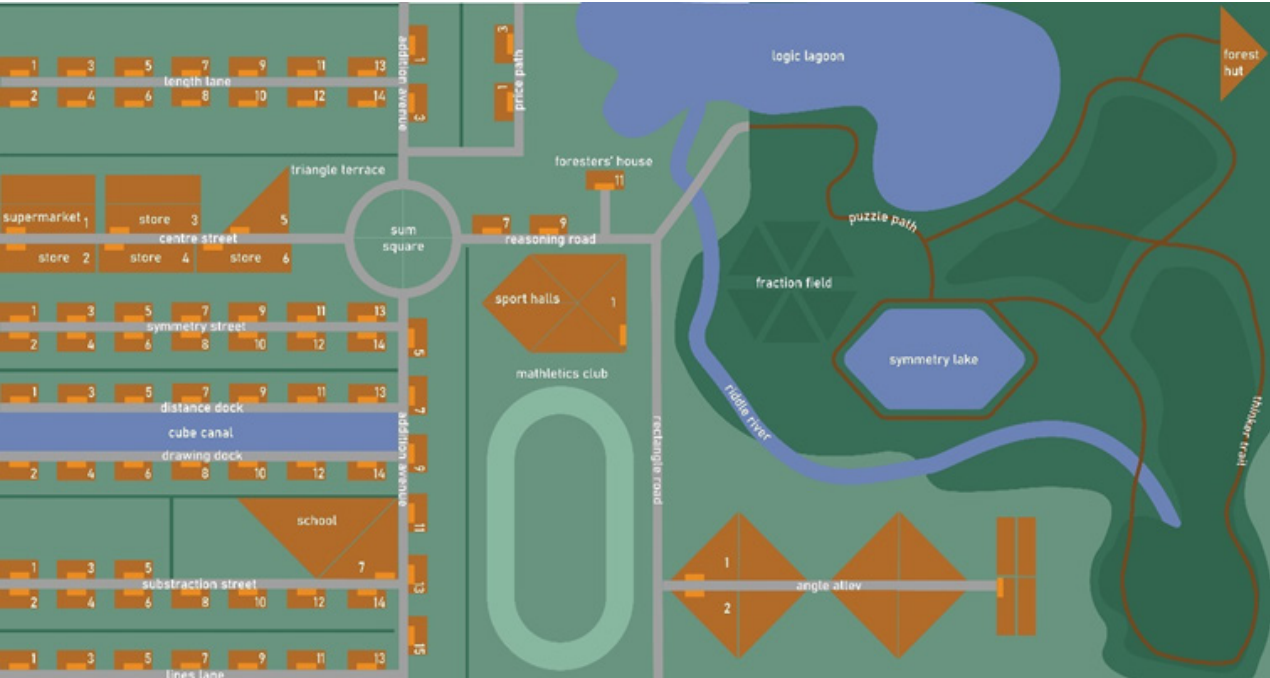 logic lagoon
forest
hut
addition avenue
1
3
price path
3
1
1 3 5 7 9 11 13
length lane
2 4 6 8 10 12 14
triangle terrace
foresters' house
11
supermarket 1
store 3
5
centre street
store 2
store 4
store 6
sum
square
7 9
reasoning road
puzzle path
fraction field
sport halls 1
1 3 5 7 9 11 13
symmetry street
2 4 6 8 10 12 14
symmetry lake
mathletics club
1 3 5 7 9 11 13
distance dock
cube canal
drawing dock
2 4 6 8 10 12 14
addition avenue
5
7
9
11
13
15
riddle river
rectangle road
thinker trail
school
7
1 3 5
substraction street
2 4 6 8 10 12 14
1
2
angle alley
1 3 5 7 9 11 13
lines lane